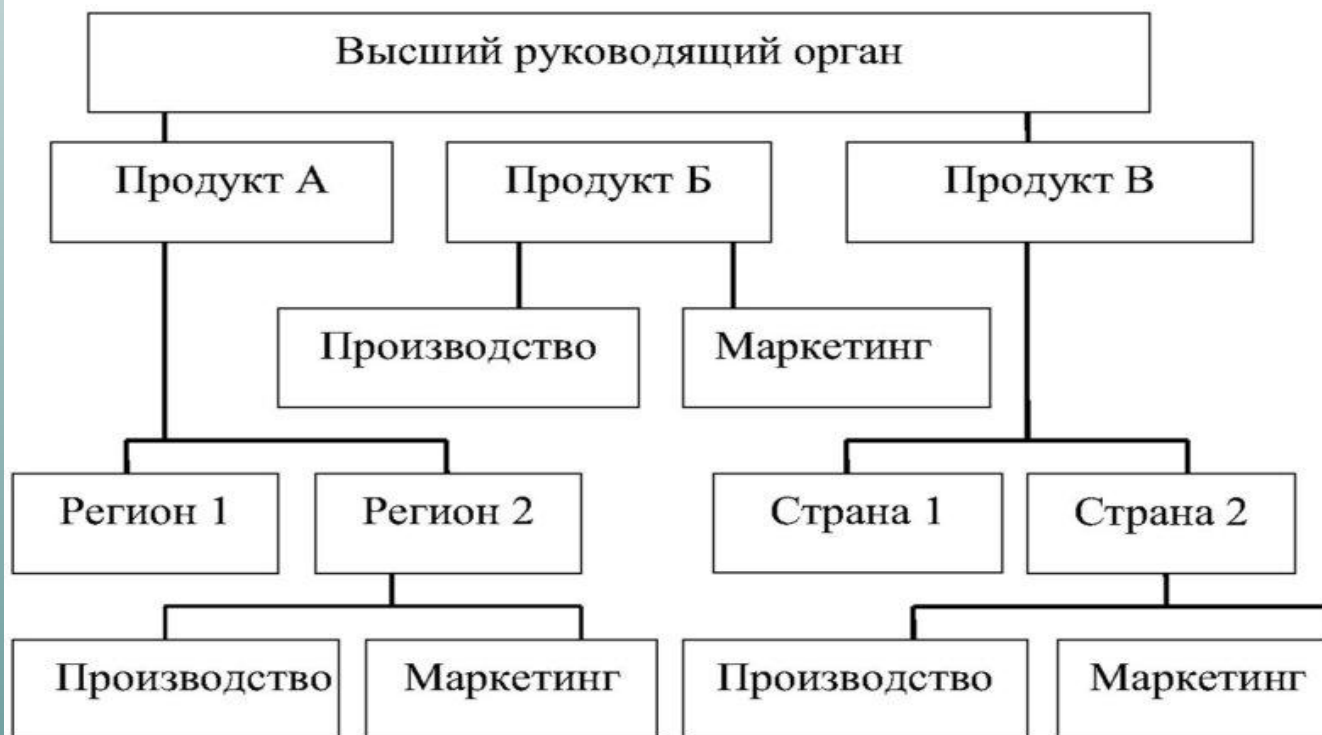 Высший руководящий орган
Продукт А
Продукт Б
Продукт В
Производство
Маркетинг
Регион 1
Регион 2
Страна 1
Страна 2
Производство
Маркетинг
Производство
Маркетинг